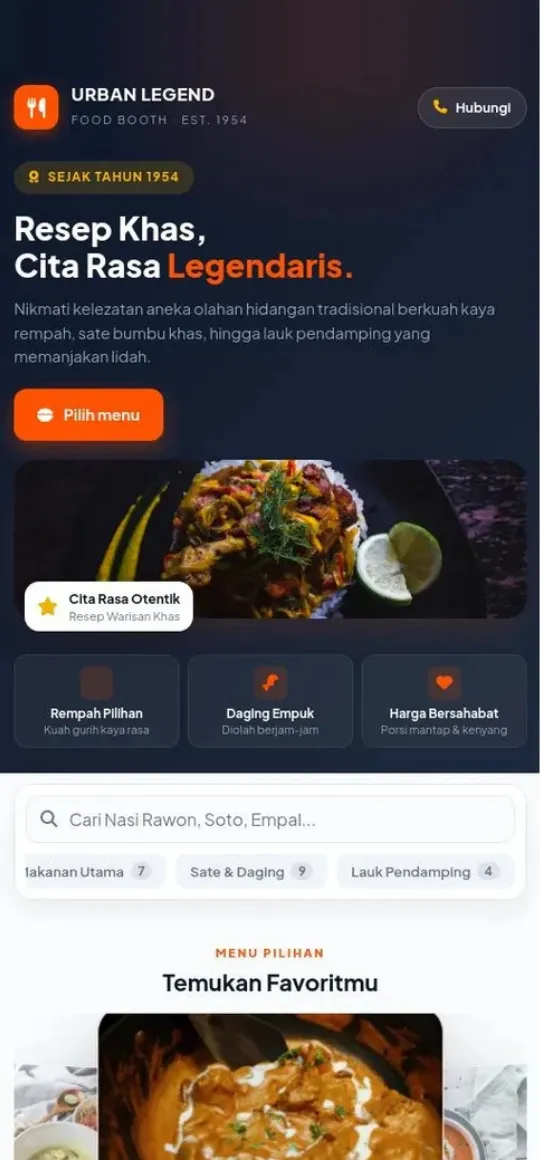 URBAN LEGEND
FOOD BOOTH · EST. 1954
Hubungi
SEJAK TAHUN 1954
Resep Khas,
Cita Rasa Legendaris.
Nikmati kelezatan aneka olahan hidangan tradisional berkuah kaya
rempah, sate bumbu khas, hingga lauk pendamping yang
memanjakan lidah.
Pilih menu
Cita Rasa Otentik
Resep Warisan Khas
Rempah Pilihan
Kuah gurih kaya rasa
Daging Empuk
Diolah berjam-jam
Harga Bersahabat
Porsi mantap & kenyang
Cari Nasi Rawon, Soto, Empal...
Utama 7
Sate & Daging 9
Lauk Pendamping 4
MENU PILIHAN
Temukan Favoritmu